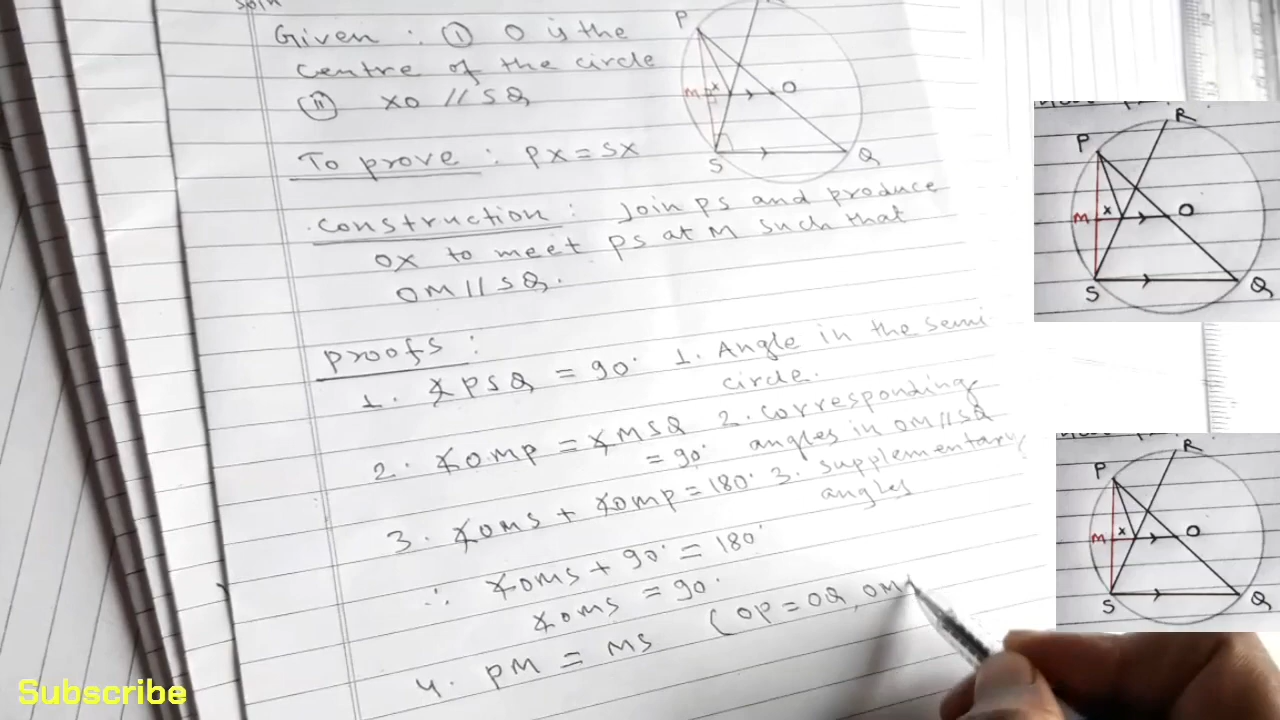 Given : (i) O is the
centre of the circle
(ii) XO // SQ
To prove : PX = SX
Construction : Join PS and produce
OX to meet PS at M such that
OM // SQ.
Proofs :
1. ∡PSQ = 90° 1. Angle in the semi
circle.
2. ∡OMP = ∡MSQ 2. Corresponding
= 90° angles in OM//SQ
3. ∡OMS + ∡OMP = 180° 3. supplementary
angles
∴ ∡OMS + 90° = 180°
∡OMS = 90°
4. PM = MS (OP = OQ, OM
P
M
X
O
S
Q
R
P
M
X
O
S
Q
R
P
M
X
O
S
Q
Subscribe